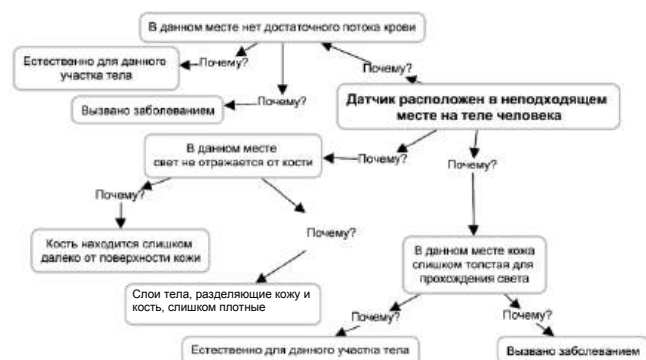 В данном месте нет достаточного потока крови
Естественно для данного
участка тела
Почему?
Почему?
Почему?
Вызвано заболеванием
Датчик расположен в неподходящем
месте на теле человека
В данном месте
свет не отражается от кости
Почему?
Почему?
Почему?
Почему?
Кость находится слишком
далеко от поверхности кожи
В данном месте кожа
слишком толстая для
прохождения света
Слои тела, разделяющие кожу и
кость, слишком плотные
Почему?
Почему?
Естественно для данного участка тела
Вызвано заболеванием